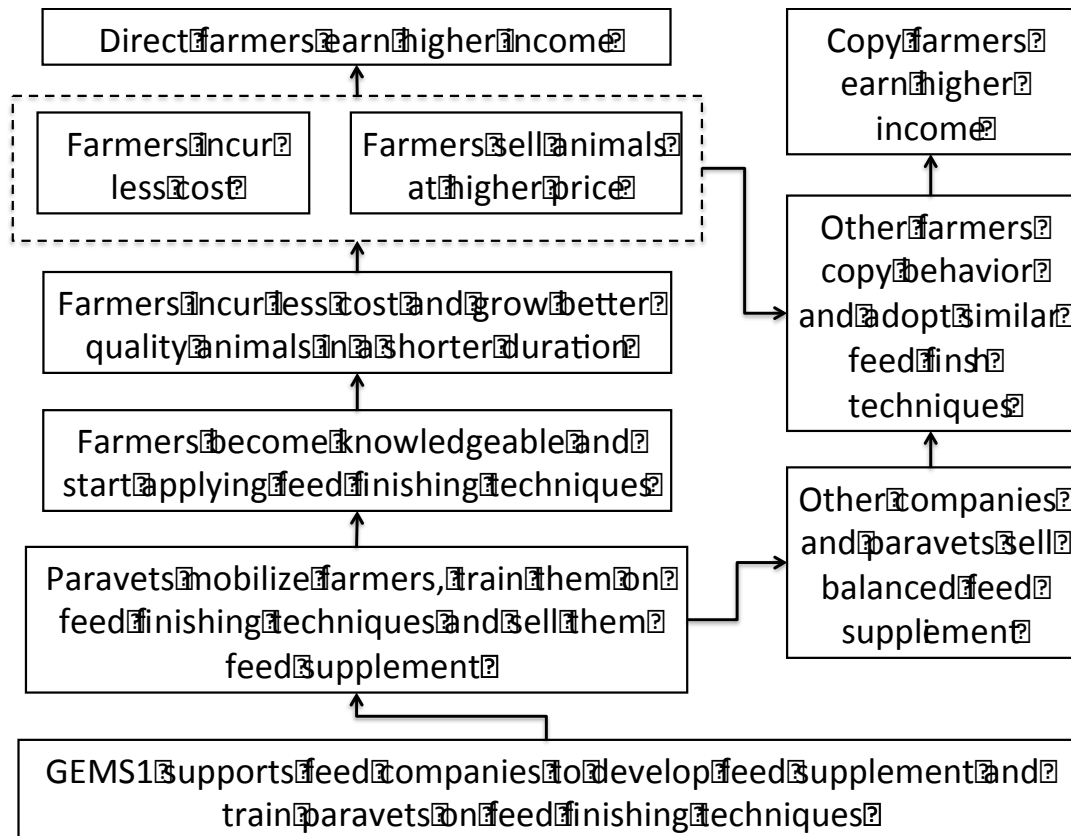 Direct farmers earn higher income
Farmers incur
less cost
Farmers sell animals
at higher price
Farmers incur less cost and grow better
quality animals in a shorter duration
Farmers become knowledgeable and
start applying feed finishing techniques
Paravets mobilize farmers, train them on
feed finishing techniques and sell them
feed supplement
GEMS1 supports feed companies to develop feed supplement and
train paravets on feed finishing techniques
Copy farmers
earn higher
income
Other farmers
copy behavior
and adopt similar
feed finsh
techniques
Other companies
and paravets sell
balanced feed
supplement